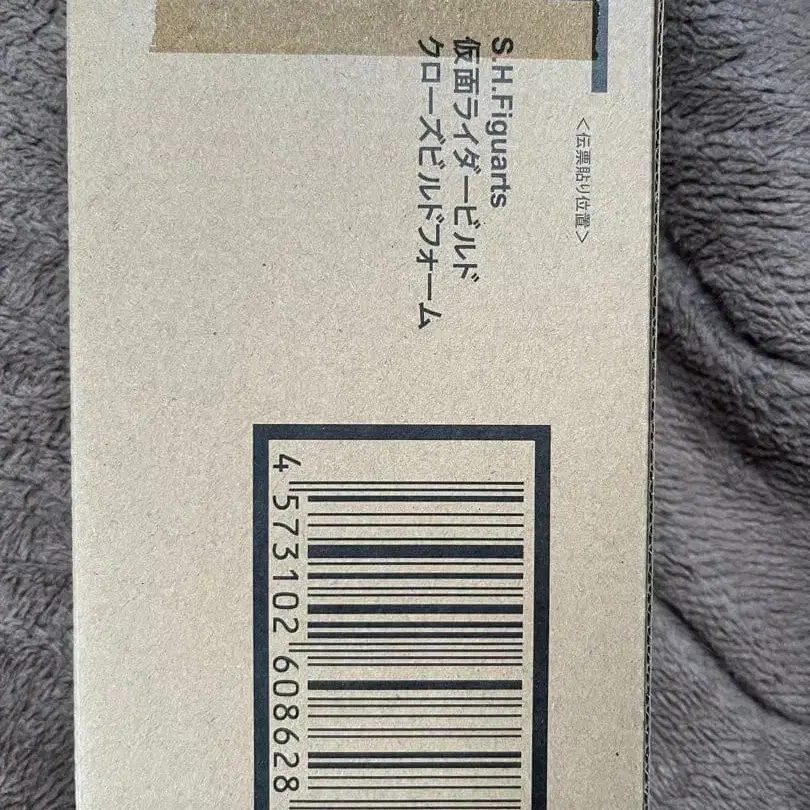 <伝票貼り位置>
S.H.Figuarts
仮面ライダービルド
クローズビルドフォーム
4 573102 608628